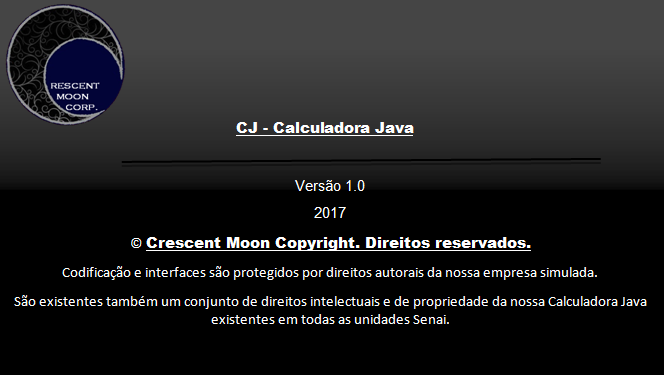 RESCENT
MOON
CORP.
CJ - Calculadora Java
Versão 1.0
2017
© Crescent Moon Copyright. Direitos reservados.
Codificação e interfaces são protegidos por direitos autorais da nossa empresa simulada.
São existentes também um conjunto de direitos intelectuais e de propriedade da nossa Calculadora Java
existentes em todas as unidades Senai.